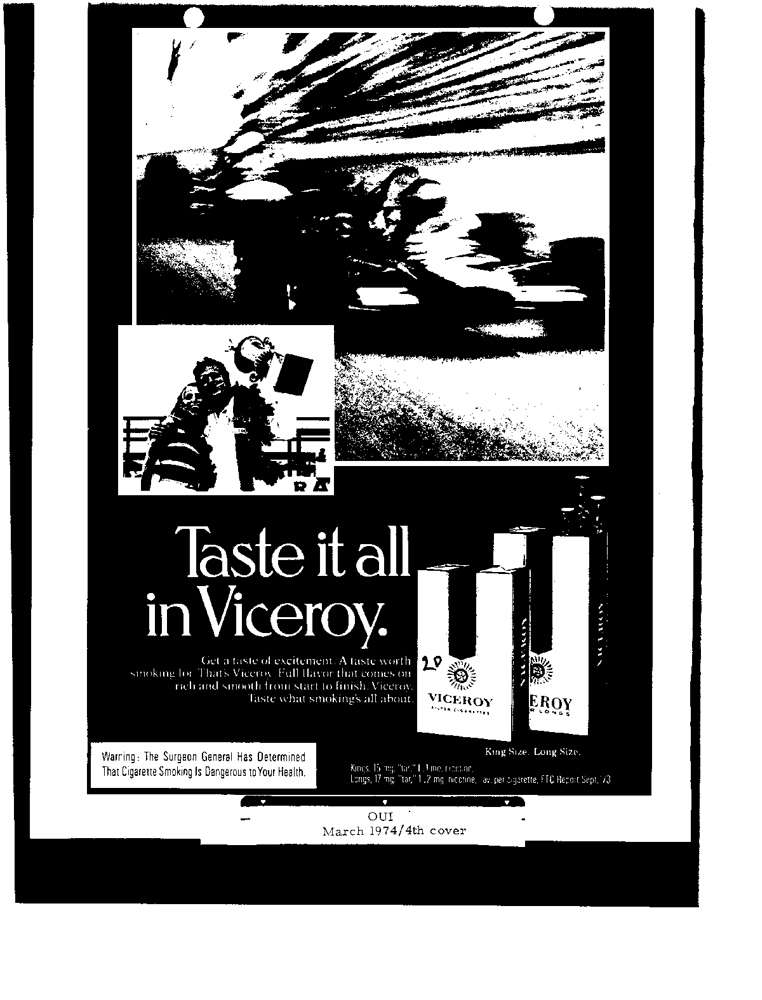 Taste it all
in Viceroy.
Get a taste of excitement. A taste worth
smoking for. That's Viceroy. Full flavor that comes on
rich and smooth from start to finish. Viceroy.
Taste what smoking's all about.
20
VICEROY
FILTER CIGARETTES
VICEROY
EROY
R LONGS
VICEROY
King Size. Long Size.
Warning: The Surgeon General Has Determined
That Cigarette Smoking Is Dangerous to Your Health.
Kings, 15 mg. "tar," mg. nicotine,
Longs, 17 mg. "tar," 1.2 mg. nicotine, av. per cigarette, FTC Report Sept. '73
OUI
March 1974/4th cover